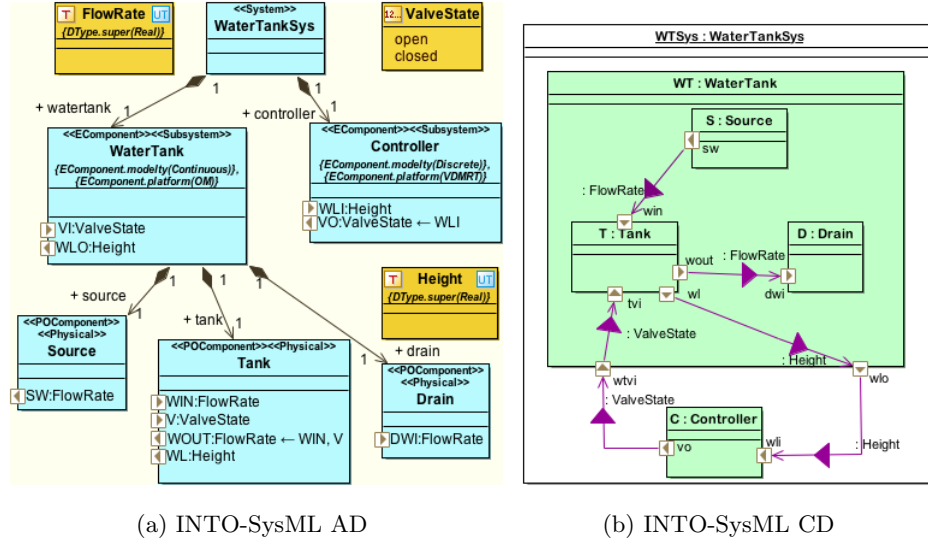 T FlowRate UT
{DType.super(Real)}
<<System>>
WaterTankSys
12... ValveState
open
closed
1
1
+ watertank
1
+ controller
1
<<EComponent>><<Subsystem>>
WaterTank
{EComponent.modelty(Continuous)},
{EComponent.platform(OM)}
VI:ValveState
WLO:Height
<<EComponent>><<Subsystem>>
Controller
{EComponent.modelty(Discrete)},
{EComponent.platform(VDMRT)}
WLI:Height
VO:ValveState ← WLI
1
1
1
+ source
1
+ tank
1
T Height UT
{DType.super(Real)}
1
+ drain
<<POComponent>>
<<Physical>>
Source
SW:FlowRate
<<POComponent>><<Physical>>
Tank
WIN:FlowRate
V:ValveState
WOUT:FlowRate ← WIN, V
WL:Height
<<POComponent>>
<<Physical>>
Drain
DWI:FlowRate
(a) INTO-SysML AD
WTSys : WaterTankSys
WT : WaterTank
S : Source
sw
: FlowRate
win
T : Tank
wout
: FlowRate
D : Drain
dwi
tvi
wl
: ValveState
: Height
wtvi
wlo
: ValveState
C : Controller
vo
wli
: Height
(b) INTO-SysML CD